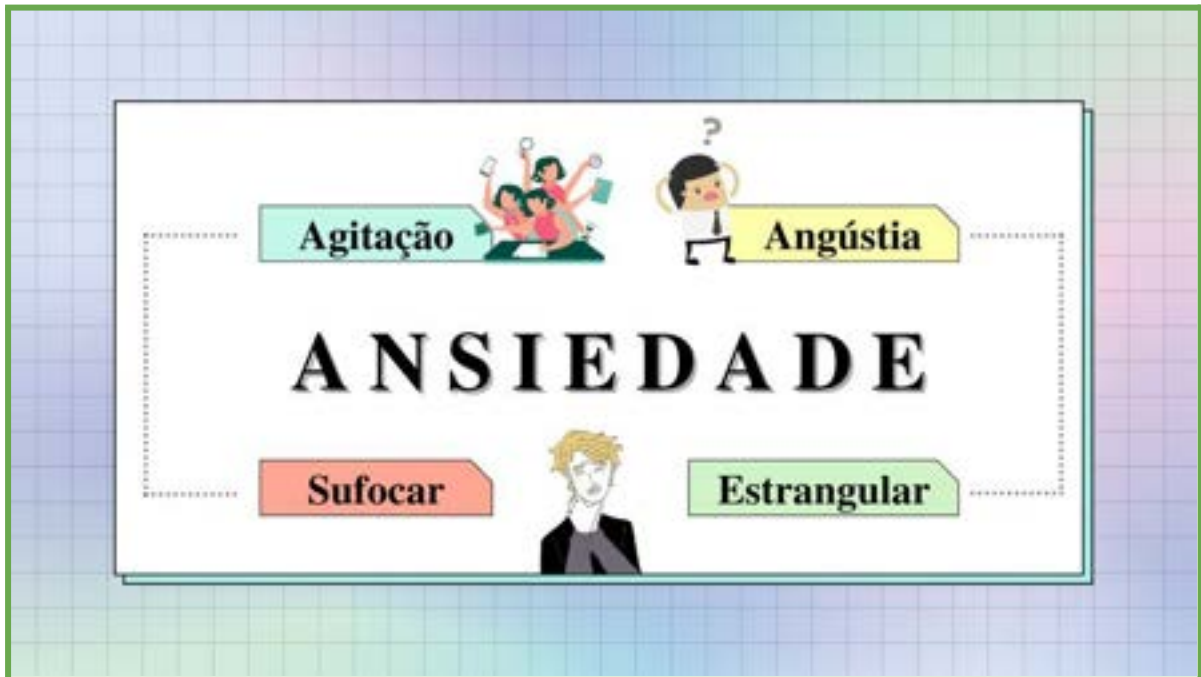 ?
Agitação
Angústia
ANSIEDADE
Sufocar
Estrangular